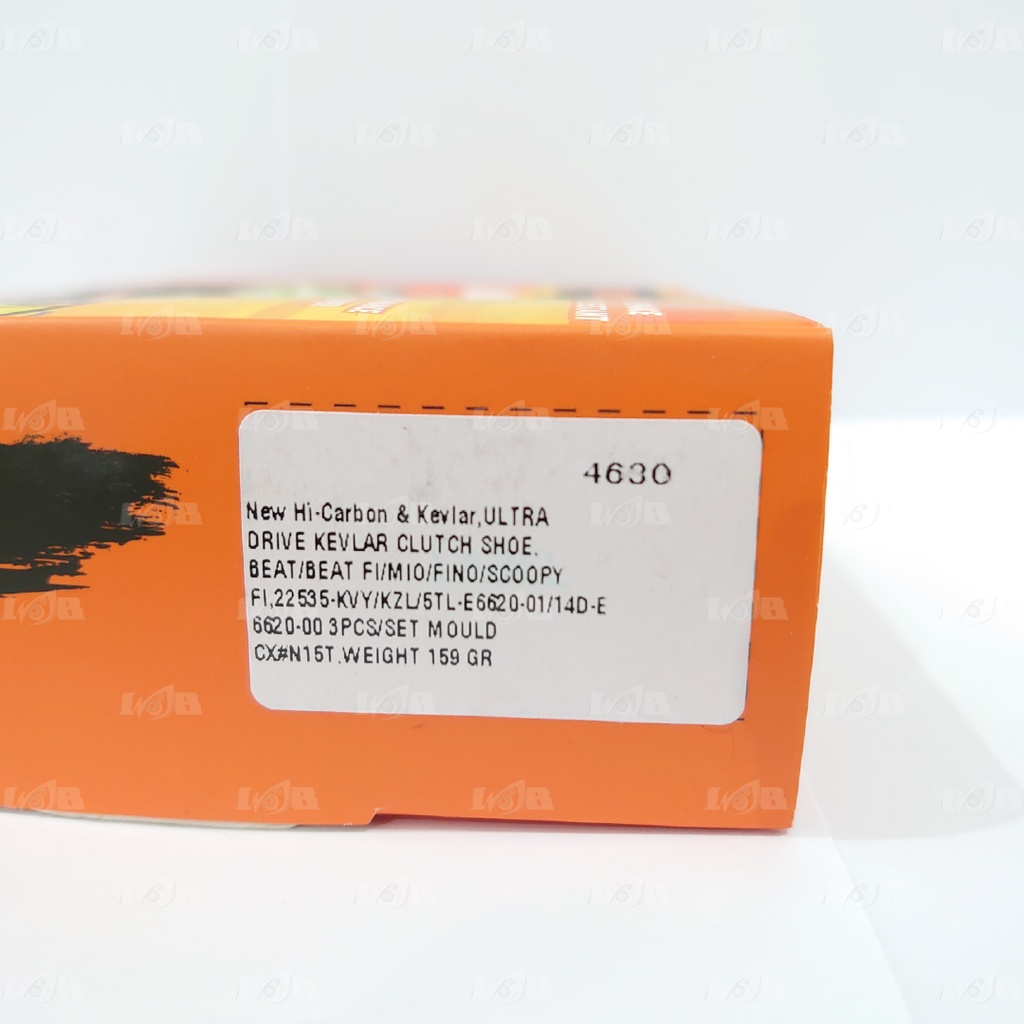 4630
New Hi-Carbon & Kevlar,ULTRA
DRIVE KEVLAR CLUTCH SHOE,
BEAT/BEAT FI/MIO/FINO/SCOOPY
FI,22535-KVY/KZL/5TL-E6620-01/14D-E
6620-00 3PCS/SET MOULD
CX#N15T,WEIGHT 159 GR